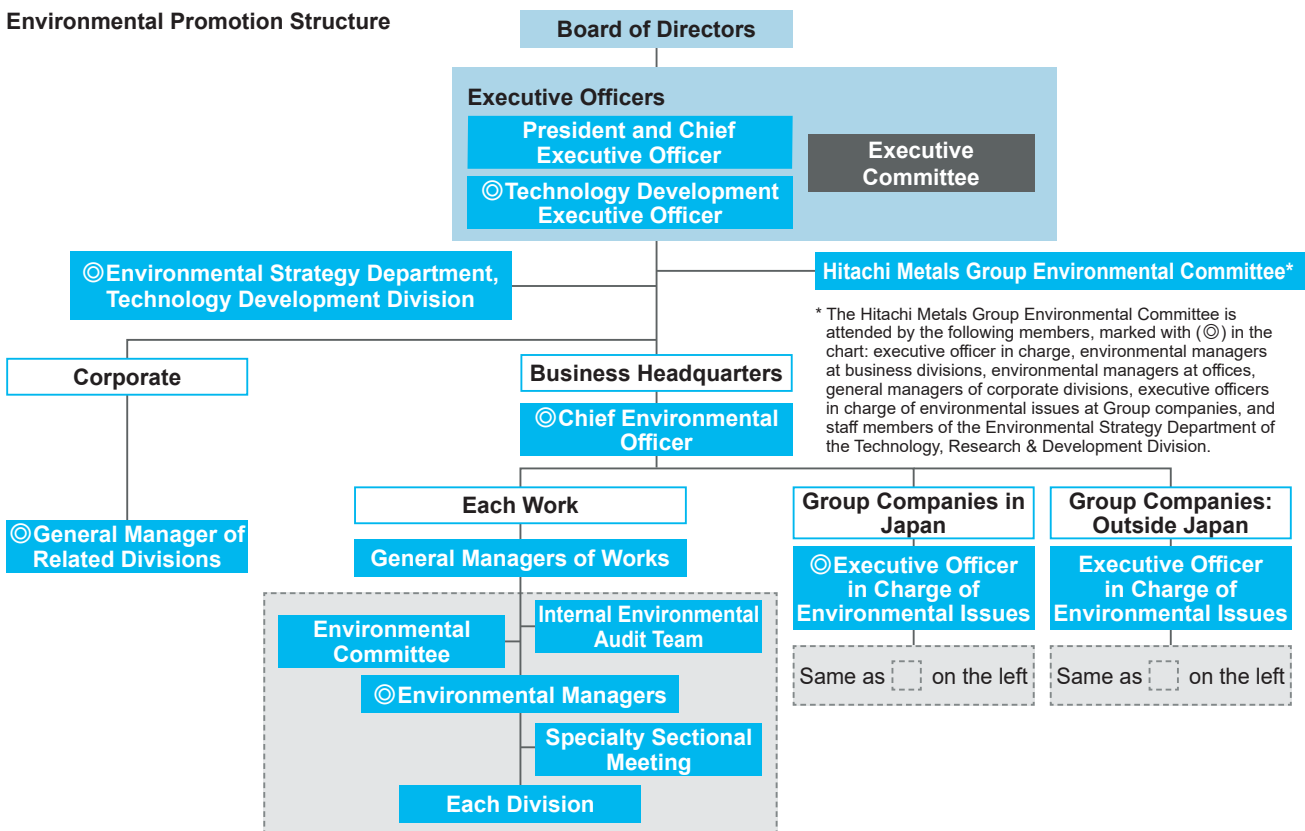 Environmental Promotion Structure
Board of Directors
Executive Officers
President and Chief
Executive Officer
◎Technology Development
Executive Officer
Executive
Committee
◎Environmental Strategy Department,
Technology Development Division
Hitachi Metals Group Environmental Committee*
* The Hitachi Metals Group Environmental Committee is
attended by the following members, marked with (◎) in the
chart: executive officer in charge, environmental managers
at business divisions, environmental managers at offices,
general managers of corporate divisions, executive officers
in charge of environmental issues at Group companies, and
staff members of the Environmental Strategy Department of
the Technology, Research & Development Division.
Corporate
Business Headquarters
◎Chief Environmental
Officer
◎General Manager of
Related Divisions
Each Work
General Managers of Works
Internal Environmental
Audit Team
Environmental
Committee
◎Environmental Managers
Specialty Sectional
Meeting
Each Division
Group Companies in
Japan
◎Executive Officer
in Charge of
Environmental Issues
Same as on the left
Group Companies:
Outside Japan
Executive Officer
in Charge of
Environmental Issues
Same as on the left